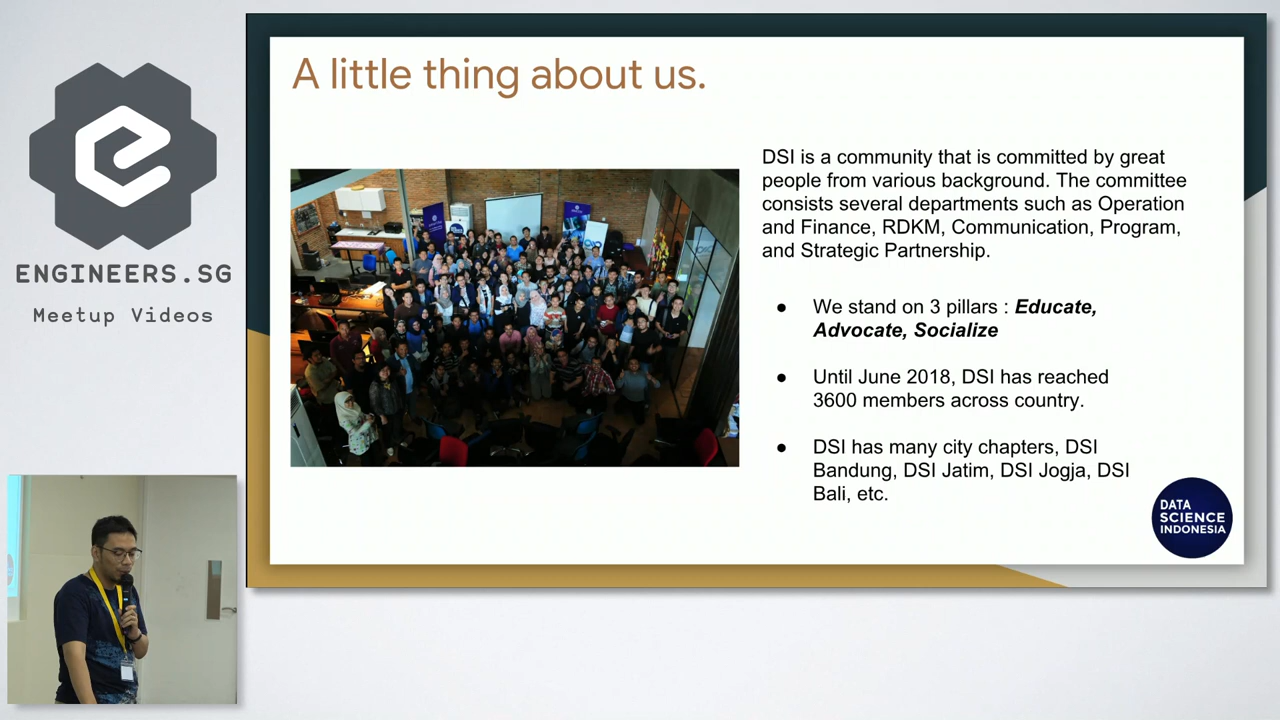 ENGINEERS.SG
Meetup Videos
A little thing about us.
DSI is a community that is committed by great
people from various background. The committee
consists several departments such as Operation
and Finance, RDKM, Communication, Program,
and Strategic Partnership.
● We stand on 3 pillars : Educate,
Advocate, Socialize
● Until June 2018, DSI has reached
3600 members across country.
● DSI has many city chapters, DSI
Bandung, DSI Jatim, DSI Jogja, DSI
Bali, etc.
DATA
SCIENCE
INDONESIA